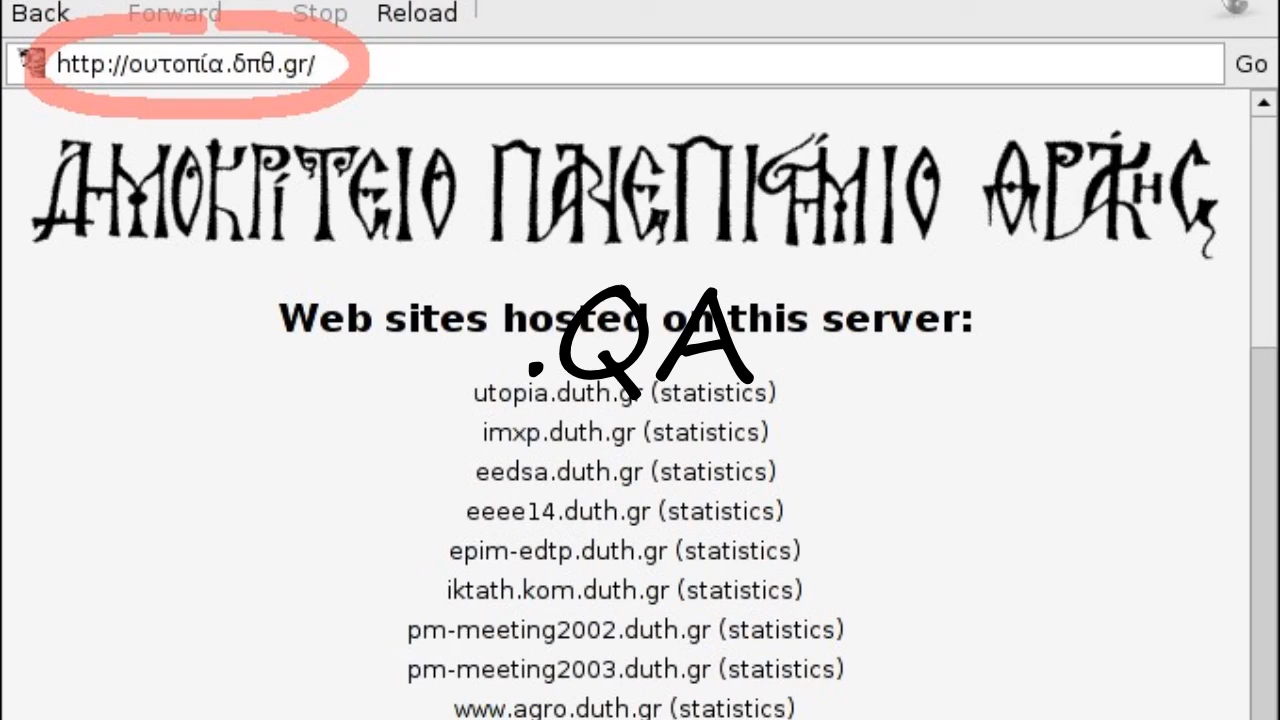 Back Forward Stop Reload
http://ουτοπία.δπθ.gr/ Go
ΔΗΜΟΚΡίΤΕΙΟ ΠΑΝΕΠΙΣΤΉΜΙΟ ΘΡΆΚΗΣ
Web sites hosted on this server:
.QA
utopia.duth.gr (statistics)
imxp.duth.gr (statistics)
eedsa.duth.gr (statistics)
eeee14.duth.gr (statistics)
epim-edtp.duth.gr (statistics)
iktath.kom.duth.gr (statistics)
pm-meeting2002.duth.gr (statistics)
pm-meeting2003.duth.gr (statistics)
www.agro.duth.gr (statistics)